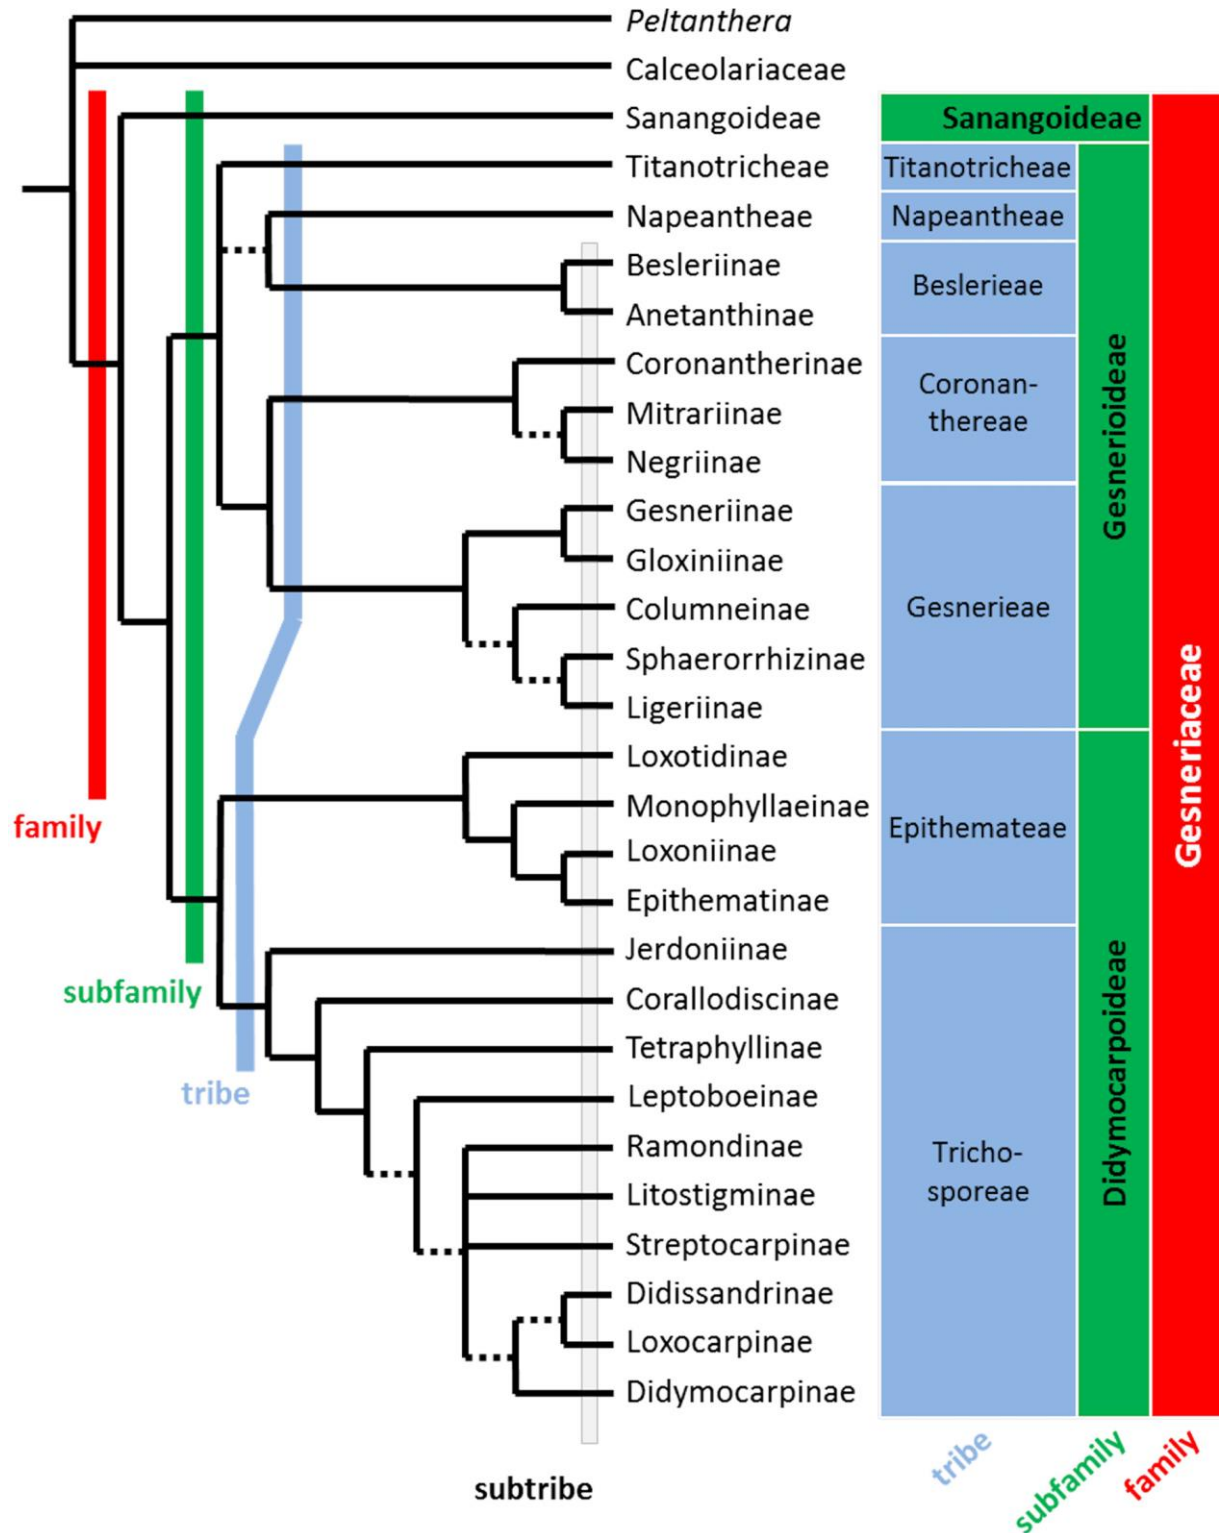 Peltanthera
Calceolariaceae
Sanangoideae
Titanotricheae
Napeantheae
Besleriinae
Anetanthinae
Coronantherinae
Mitrariinae
Negriinae
Gesneriinae
Gloxiniinae
Columneinae
Sphaerorrhizinae
Ligeriinae
Loxotidinae
Monophyllaeinae
Loxoniinae
Epithematinae
Jerdoniinae
Corallodiscinae
Tetraphyllinae
Leptoboeinae
Ramondinae
Litostigminae
Streptocarpinae
Didissandrinae
Loxocarpinae
Didymocarpinae
family
subfamily
tribe
subtribe
Sanangoideae
Titanotricheae
Napeantheae
Beslerieae
Coronan-
thereae
Gesnerieae
Epithemateae
Tricho-
sporeae
Gesnerioideae
Didymocarpoideae
Gesneriaceae
tribe
subfamily
family